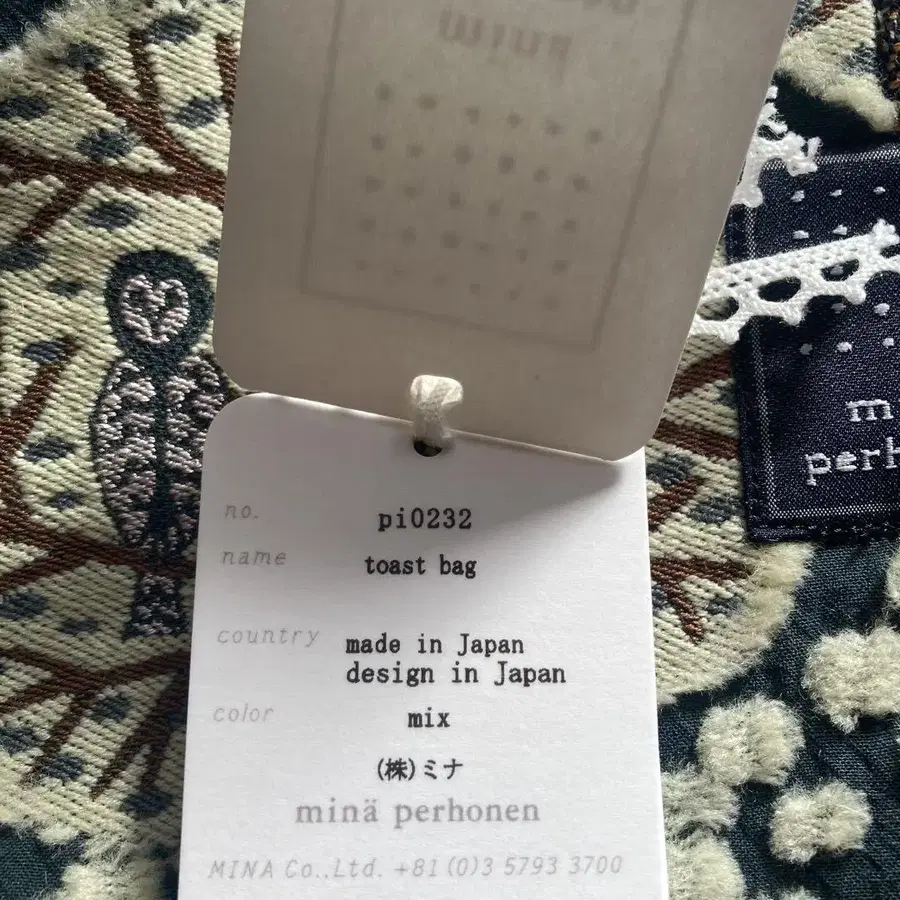 no. pi0232
name toast bag
country made in Japan
design in Japan
color mix
(株)ミナ
minä perhonen
MINA Co.,Ltd. +81(0)3 5793 3700
m
perh